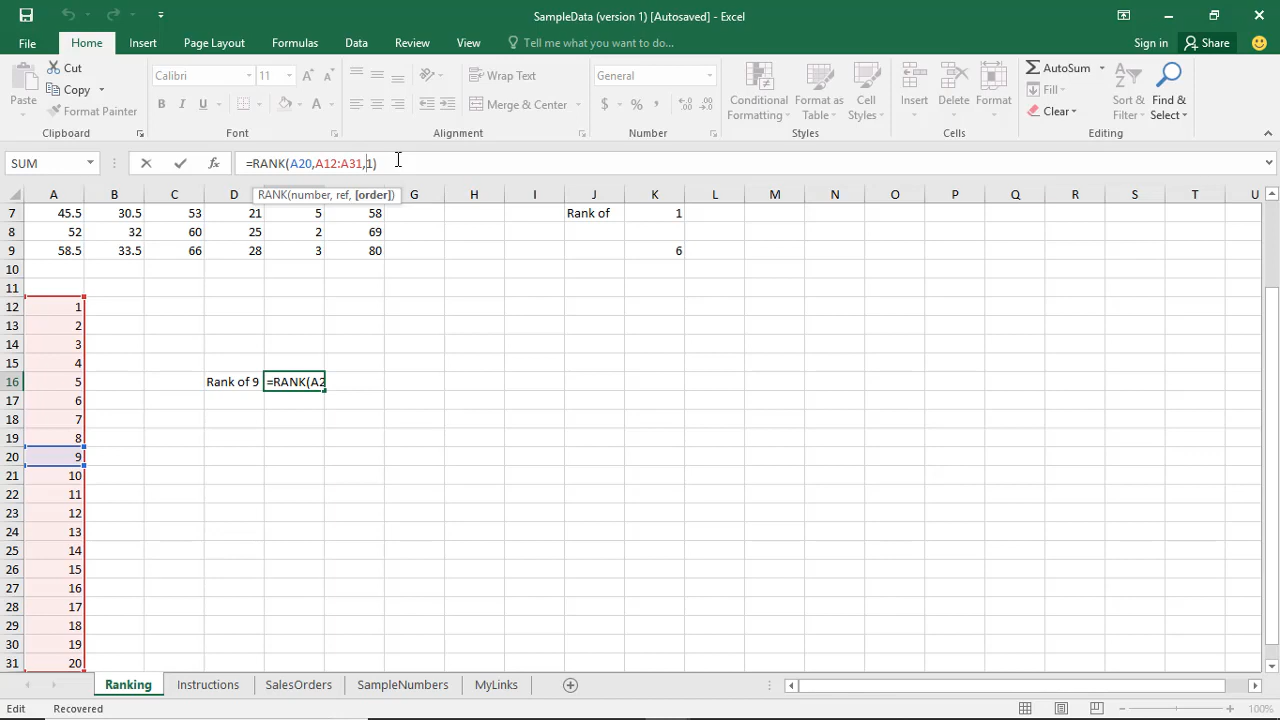 SampleData (version 1) [Autosaved] - Excel
File Home Insert Page Layout Formulas Data Review View Tell me what you want to do... Sign in Share
Cut Calibri 11 Wrap Text General AutoSum
Copy Fill
Paste Format Painter B I U A Merge & Center $ % , Conditional Formatting Format as Table Cell Styles Insert Delete Format Clear Sort & Filter Find & Select
Clipboard Font Alignment Number Styles Cells Editing
SUM fx =RANK(A20,A12:A31,1)
RANK(number, ref, [order])
A B C D G H I J K L M N O P Q R S T U
7 45.5 30.5 53 21 5 58 Rank of 1
8 52 32 60 25 2 69
9 58.5 33.5 66 28 3 80 6
10
11
12 1
13 2
14 3
15 4
16 5 Rank of 9 =RANK(A2
17 6
18 7
19 8
20 9
21 10
22 11
23 12
24 13
25 14
26 15
27 16
28 17
29 18
30 19
31 20
Ranking Instructions SalesOrders SampleNumbers MyLinks
Edit Recovered 100%